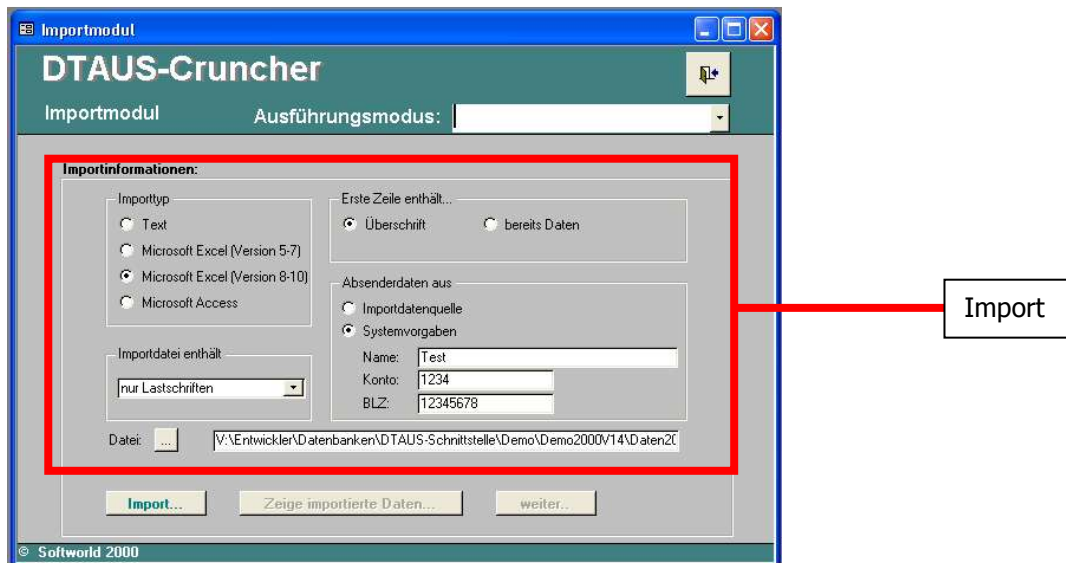 Importmodul
DTAUS-Cruncher
Importmodul Ausführungsmodus:
Importinformationen:
Importtyp
Text
Microsoft Excel (Version 5-7)
Microsoft Excel (Version 8-10)
Microsoft Access
Erste Zeile enthält...
Überschrift bereits Daten
Absenderdaten aus
Importdatenquelle
Systemvorgaben
Name: Test
Konto: 1234
BLZ: 12345678
Importdatei enthält
nur Lastschriften
Datei: ... V:\Entwickler\Datenbanken\DTAUS-Schnittstelle\Demo\Demo2000V14\Daten20
Import... Zeige importierte Daten... weiter..
© Softworld 2000
Import